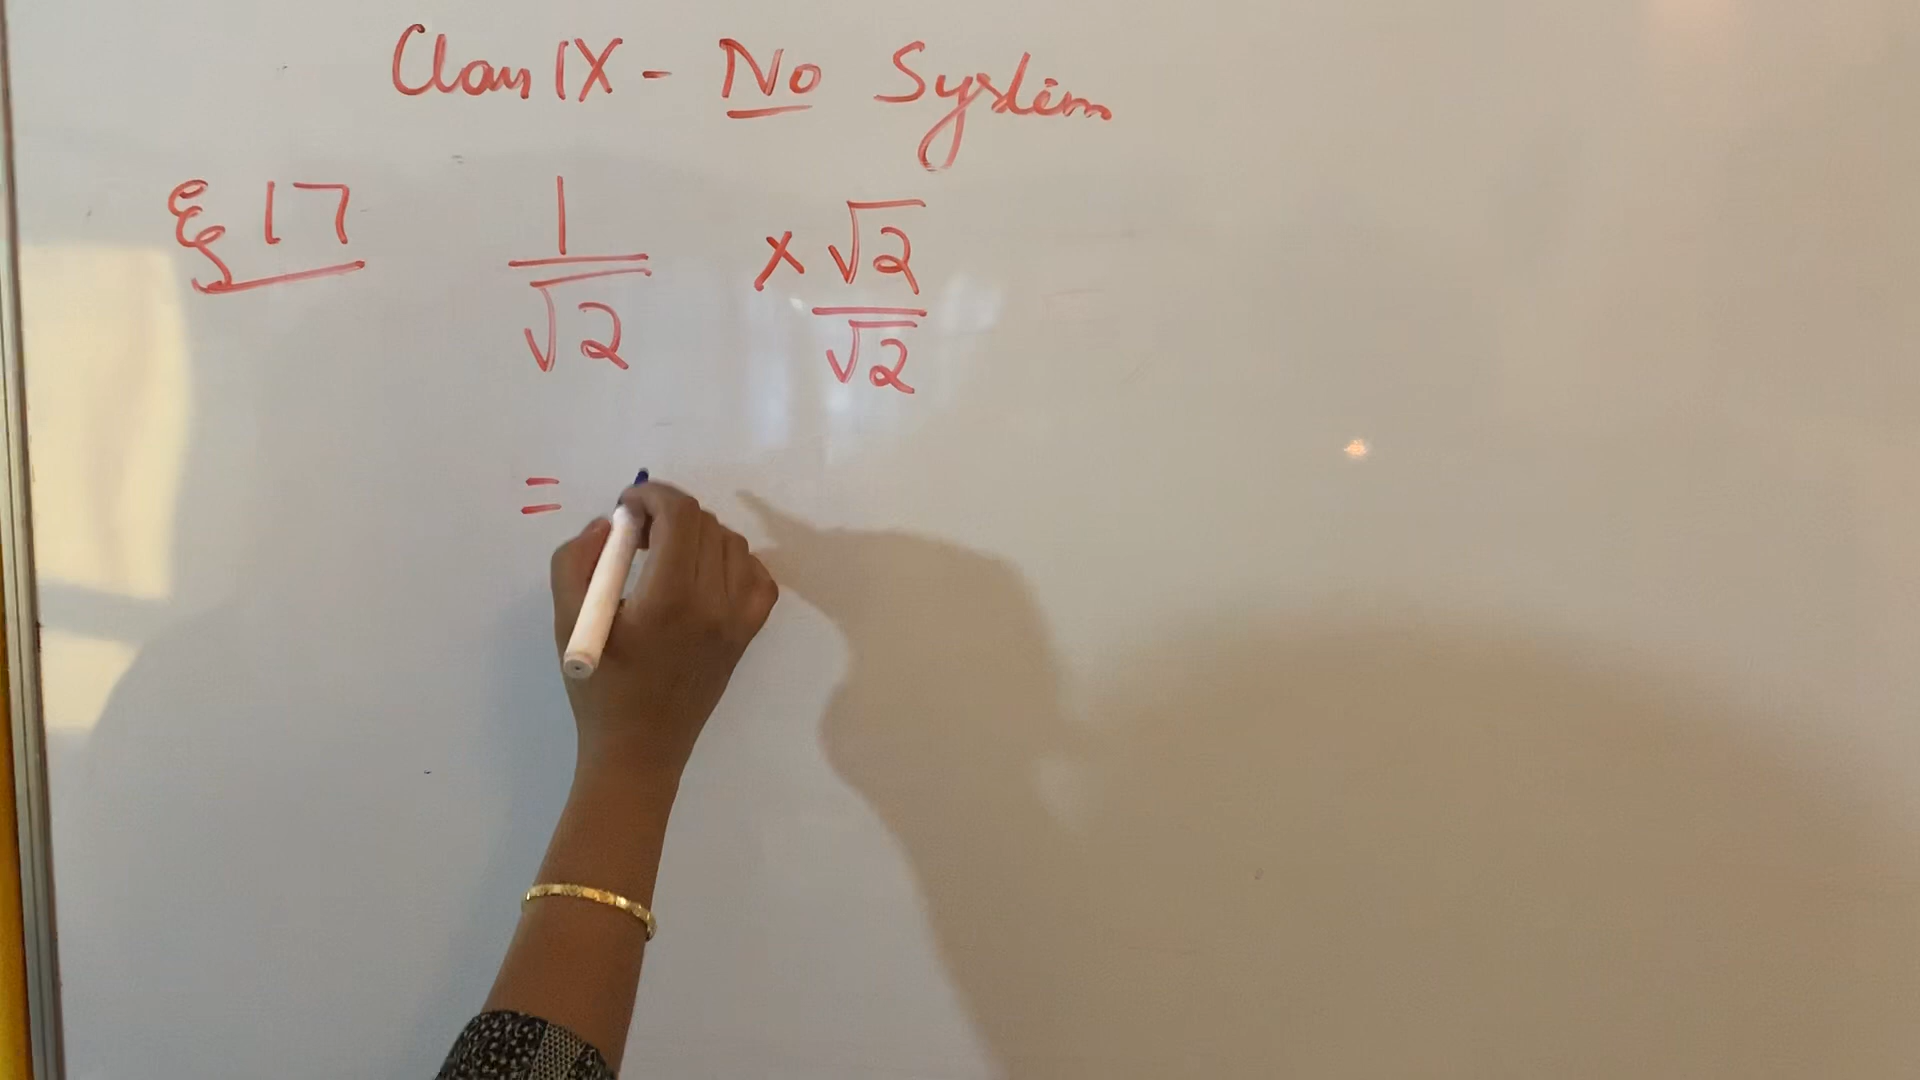 Class IX - No System
Eg 17 1/√2 × √2/√2
=